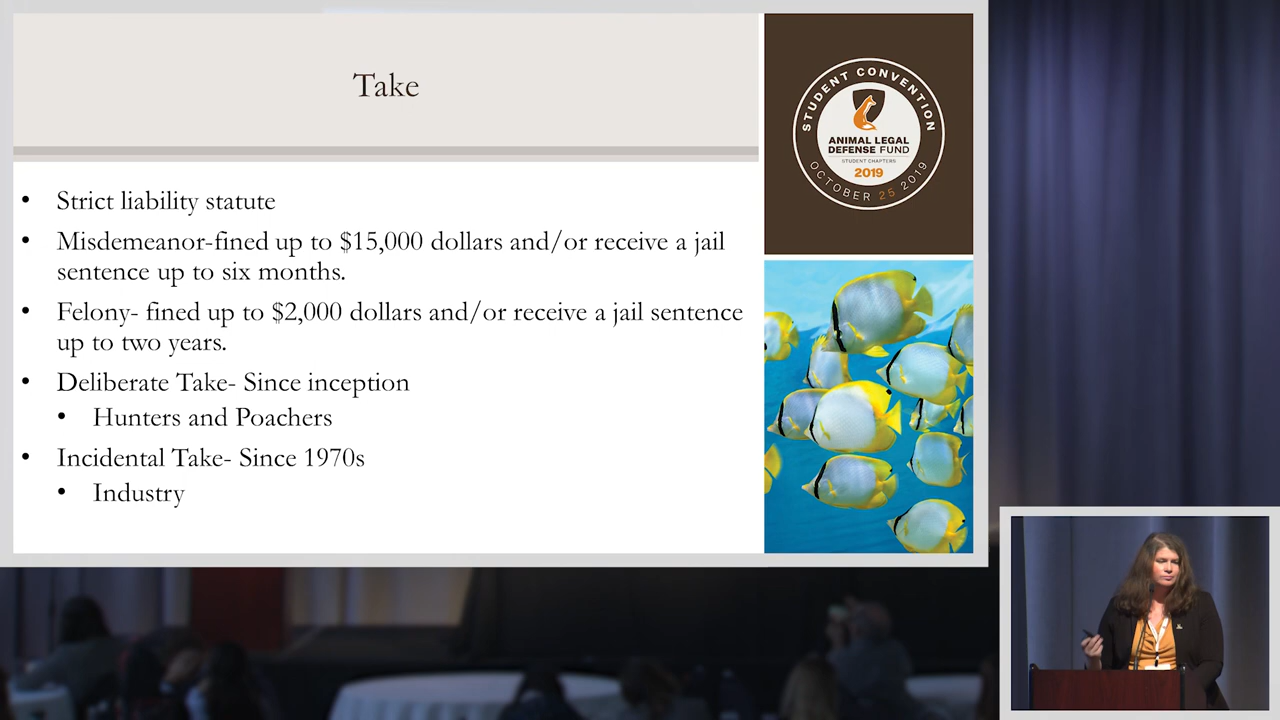 Take
• Strict liability statute
• Misdemeanor-fined up to $15,000 dollars and/or receive a jail
sentence up to six months.
• Felony- fined up to $2,000 dollars and/or receive a jail sentence
up to two years.
• Deliberate Take- Since inception
• Hunters and Poachers
• Incidental Take- Since 1970s
• Industry
STUDENT CONVENTION
ANIMAL LEGAL
DEFENSE FUND
STUDENT CHAPTERS
2019
OCTOBER 25 2019